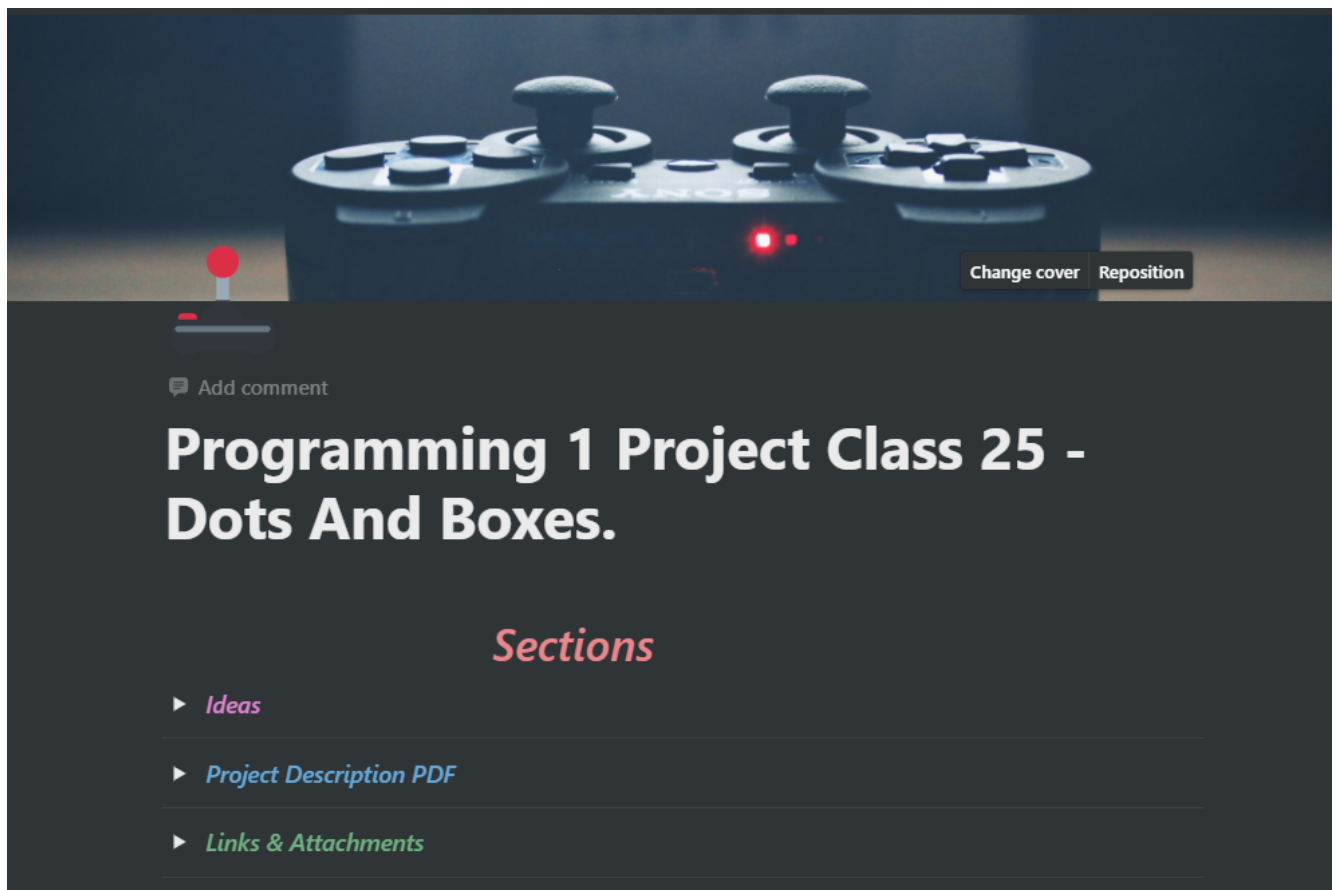 SONY
Change cover Reposition
Add comment
Programming 1 Project Class 25 -
Dots And Boxes.
Sections
Ideas
Project Description PDF
Links & Attachments